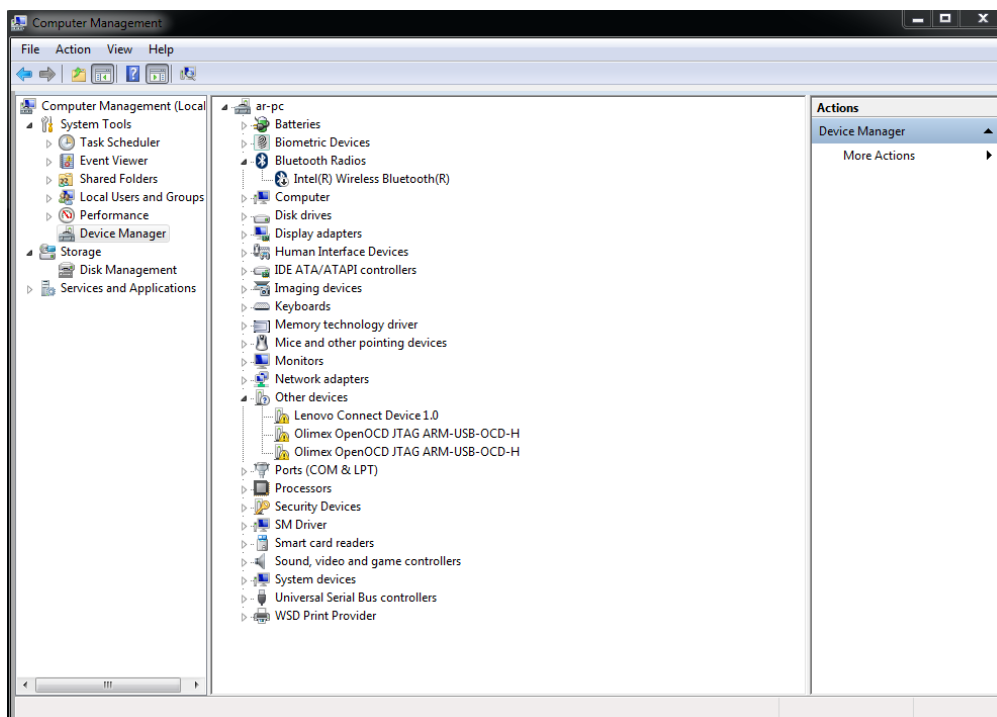 Computer Management
File Action View Help
Computer Management (Local
System Tools
Task Scheduler
Event Viewer
Shared Folders
Local Users and Groups
Performance
Device Manager
Storage
Disk Management
Services and Applications
ar-pc
Batteries
Biometric Devices
Bluetooth Radios
Intel(R) Wireless Bluetooth(R)
Computer
Disk drives
Display adapters
Human Interface Devices
IDE ATA/ATAPI controllers
Imaging devices
Keyboards
Memory technology driver
Mice and other pointing devices
Monitors
Network adapters
Other devices
Lenovo Connect Device 1.0
Olimex OpenOCD JTAG ARM-USB-OCD-H
Olimex OpenOCD JTAG ARM-USB-OCD-H
Ports (COM & LPT)
Processors
Security Devices
SM Driver
Smart card readers
Sound, video and game controllers
System devices
Universal Serial Bus controllers
WSD Print Provider
Actions
Device Manager
More Actions